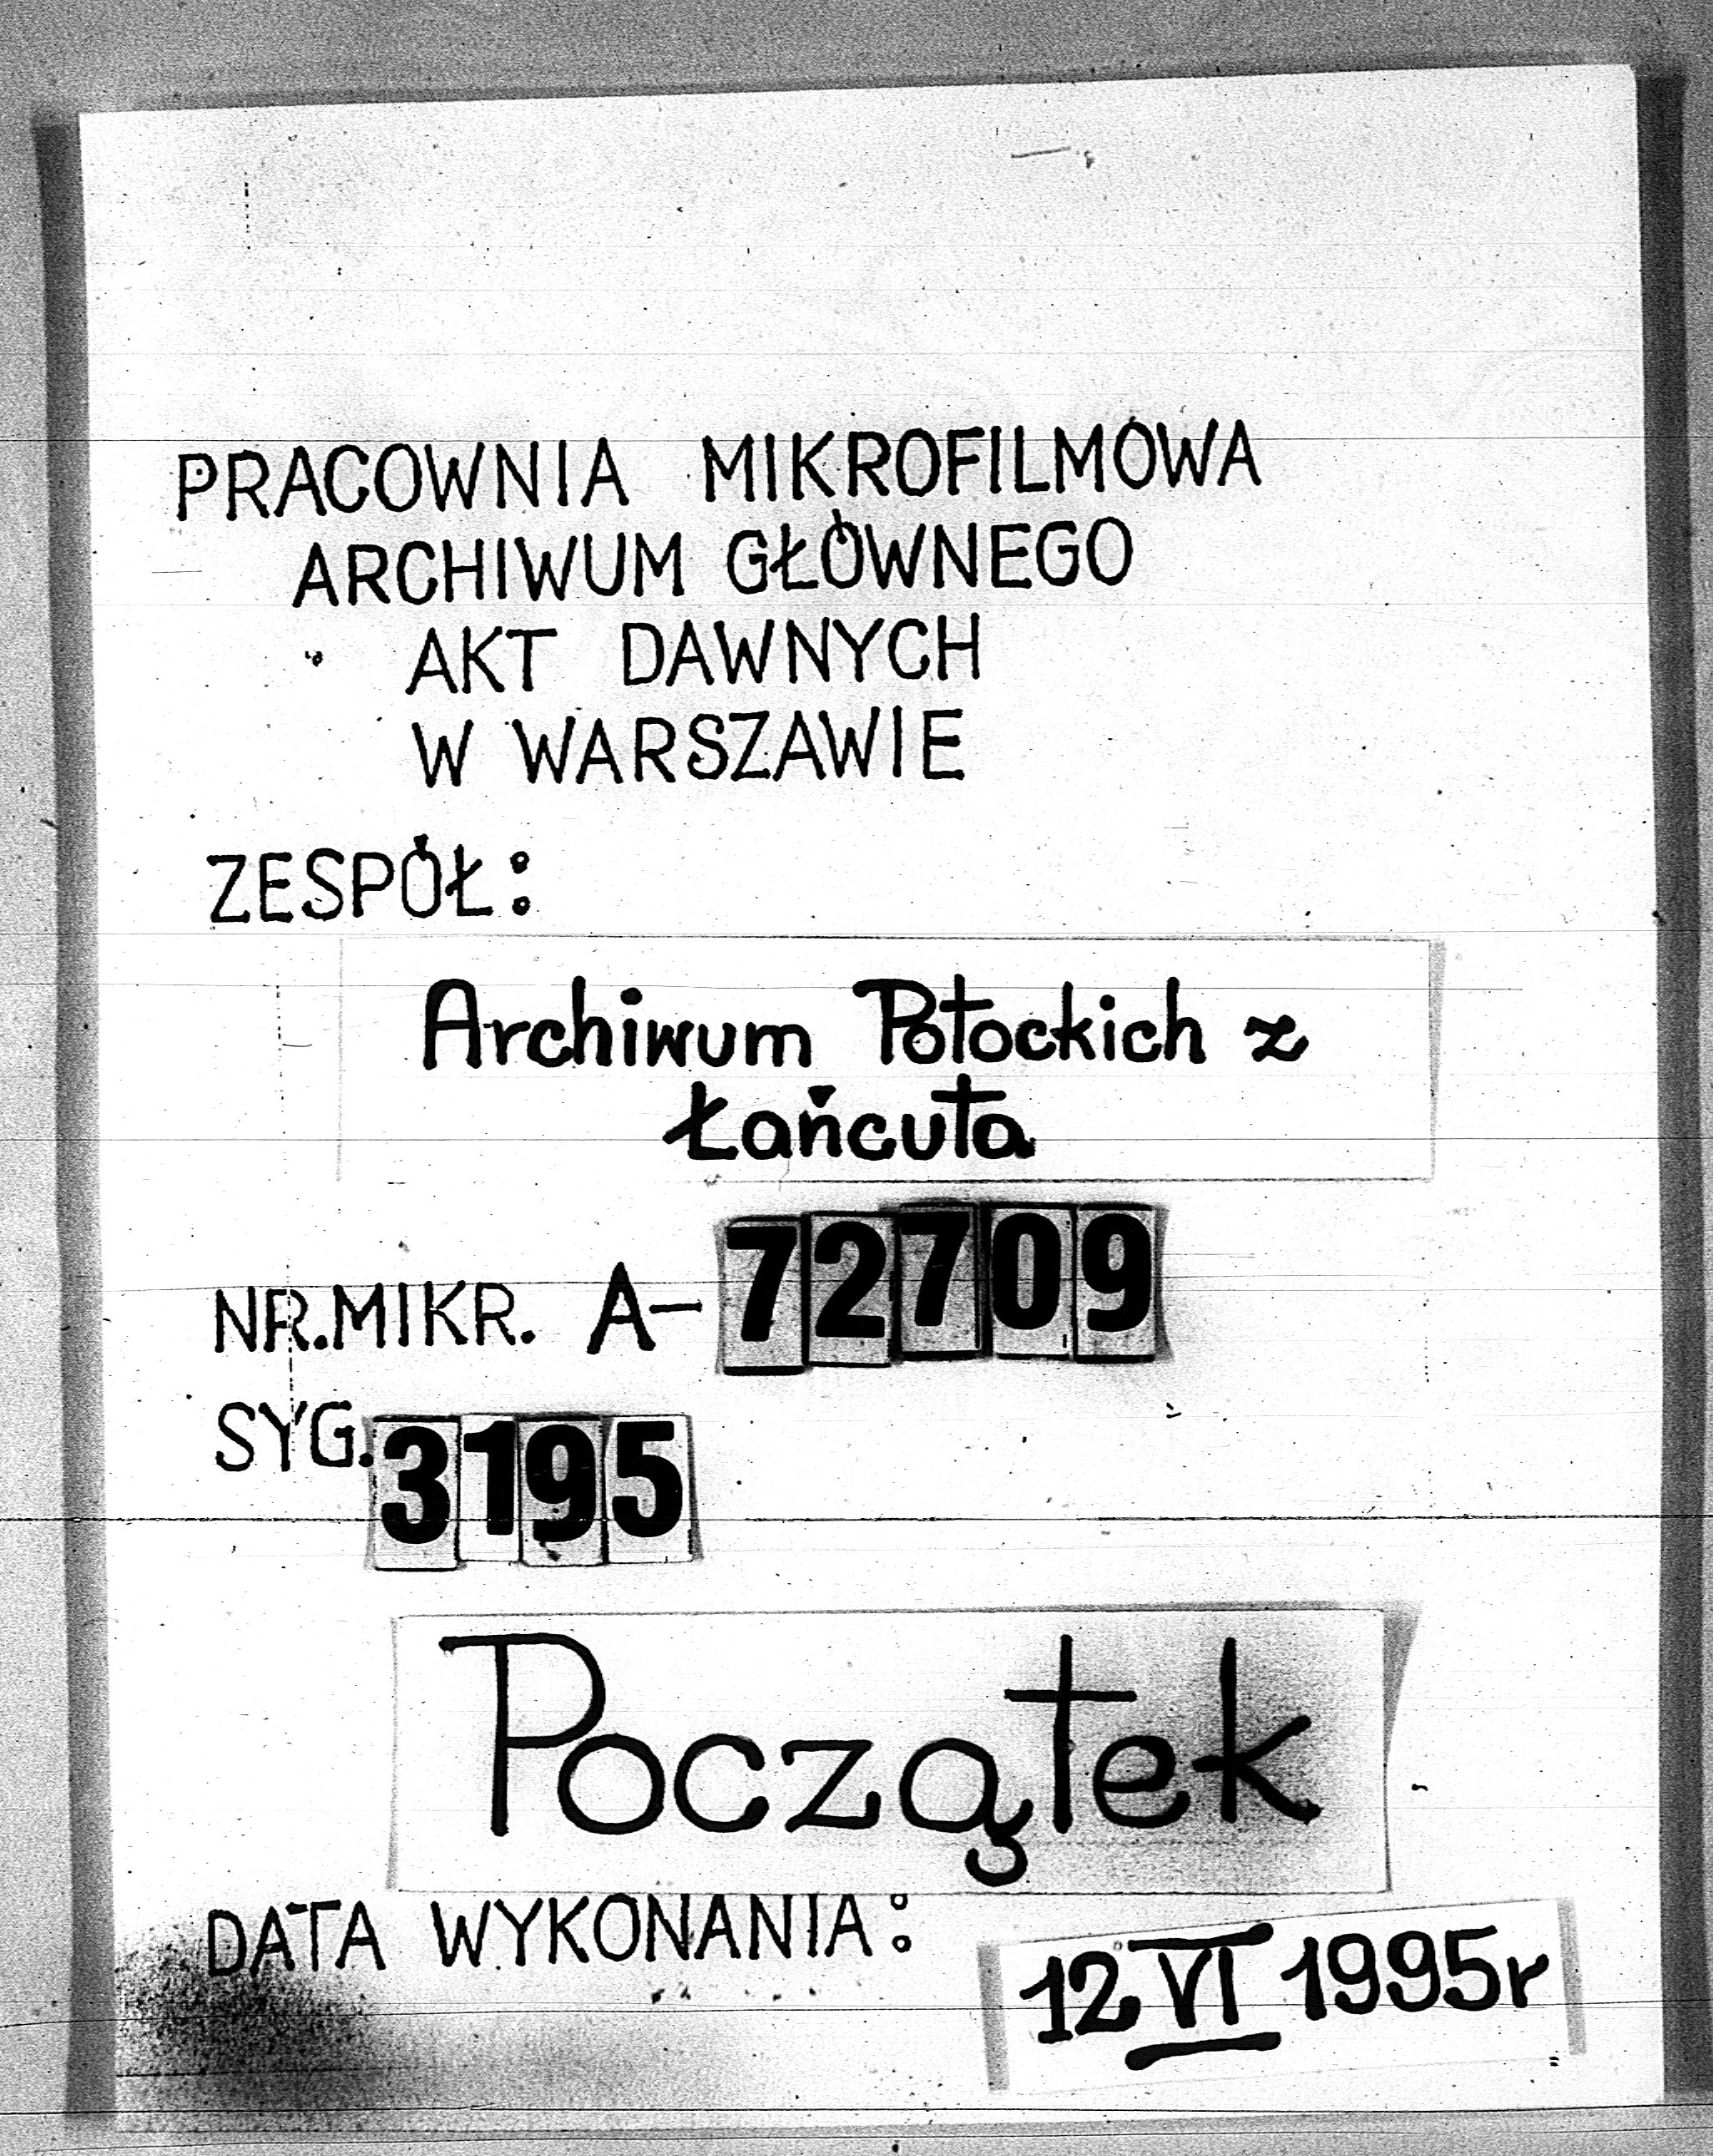 PRACOWNIA MIKROFILMOWA
ARCHIWUM GŁÓWNEGO
AKT DAWNYCH
W WARSZAWIE
ZESPÓŁ:
Archiwum Potockich z
Łańcuta
NR.MIKR. A-72709
SYG. 3195
Początek
DATA WYKONANIA:
12 VI 1995r